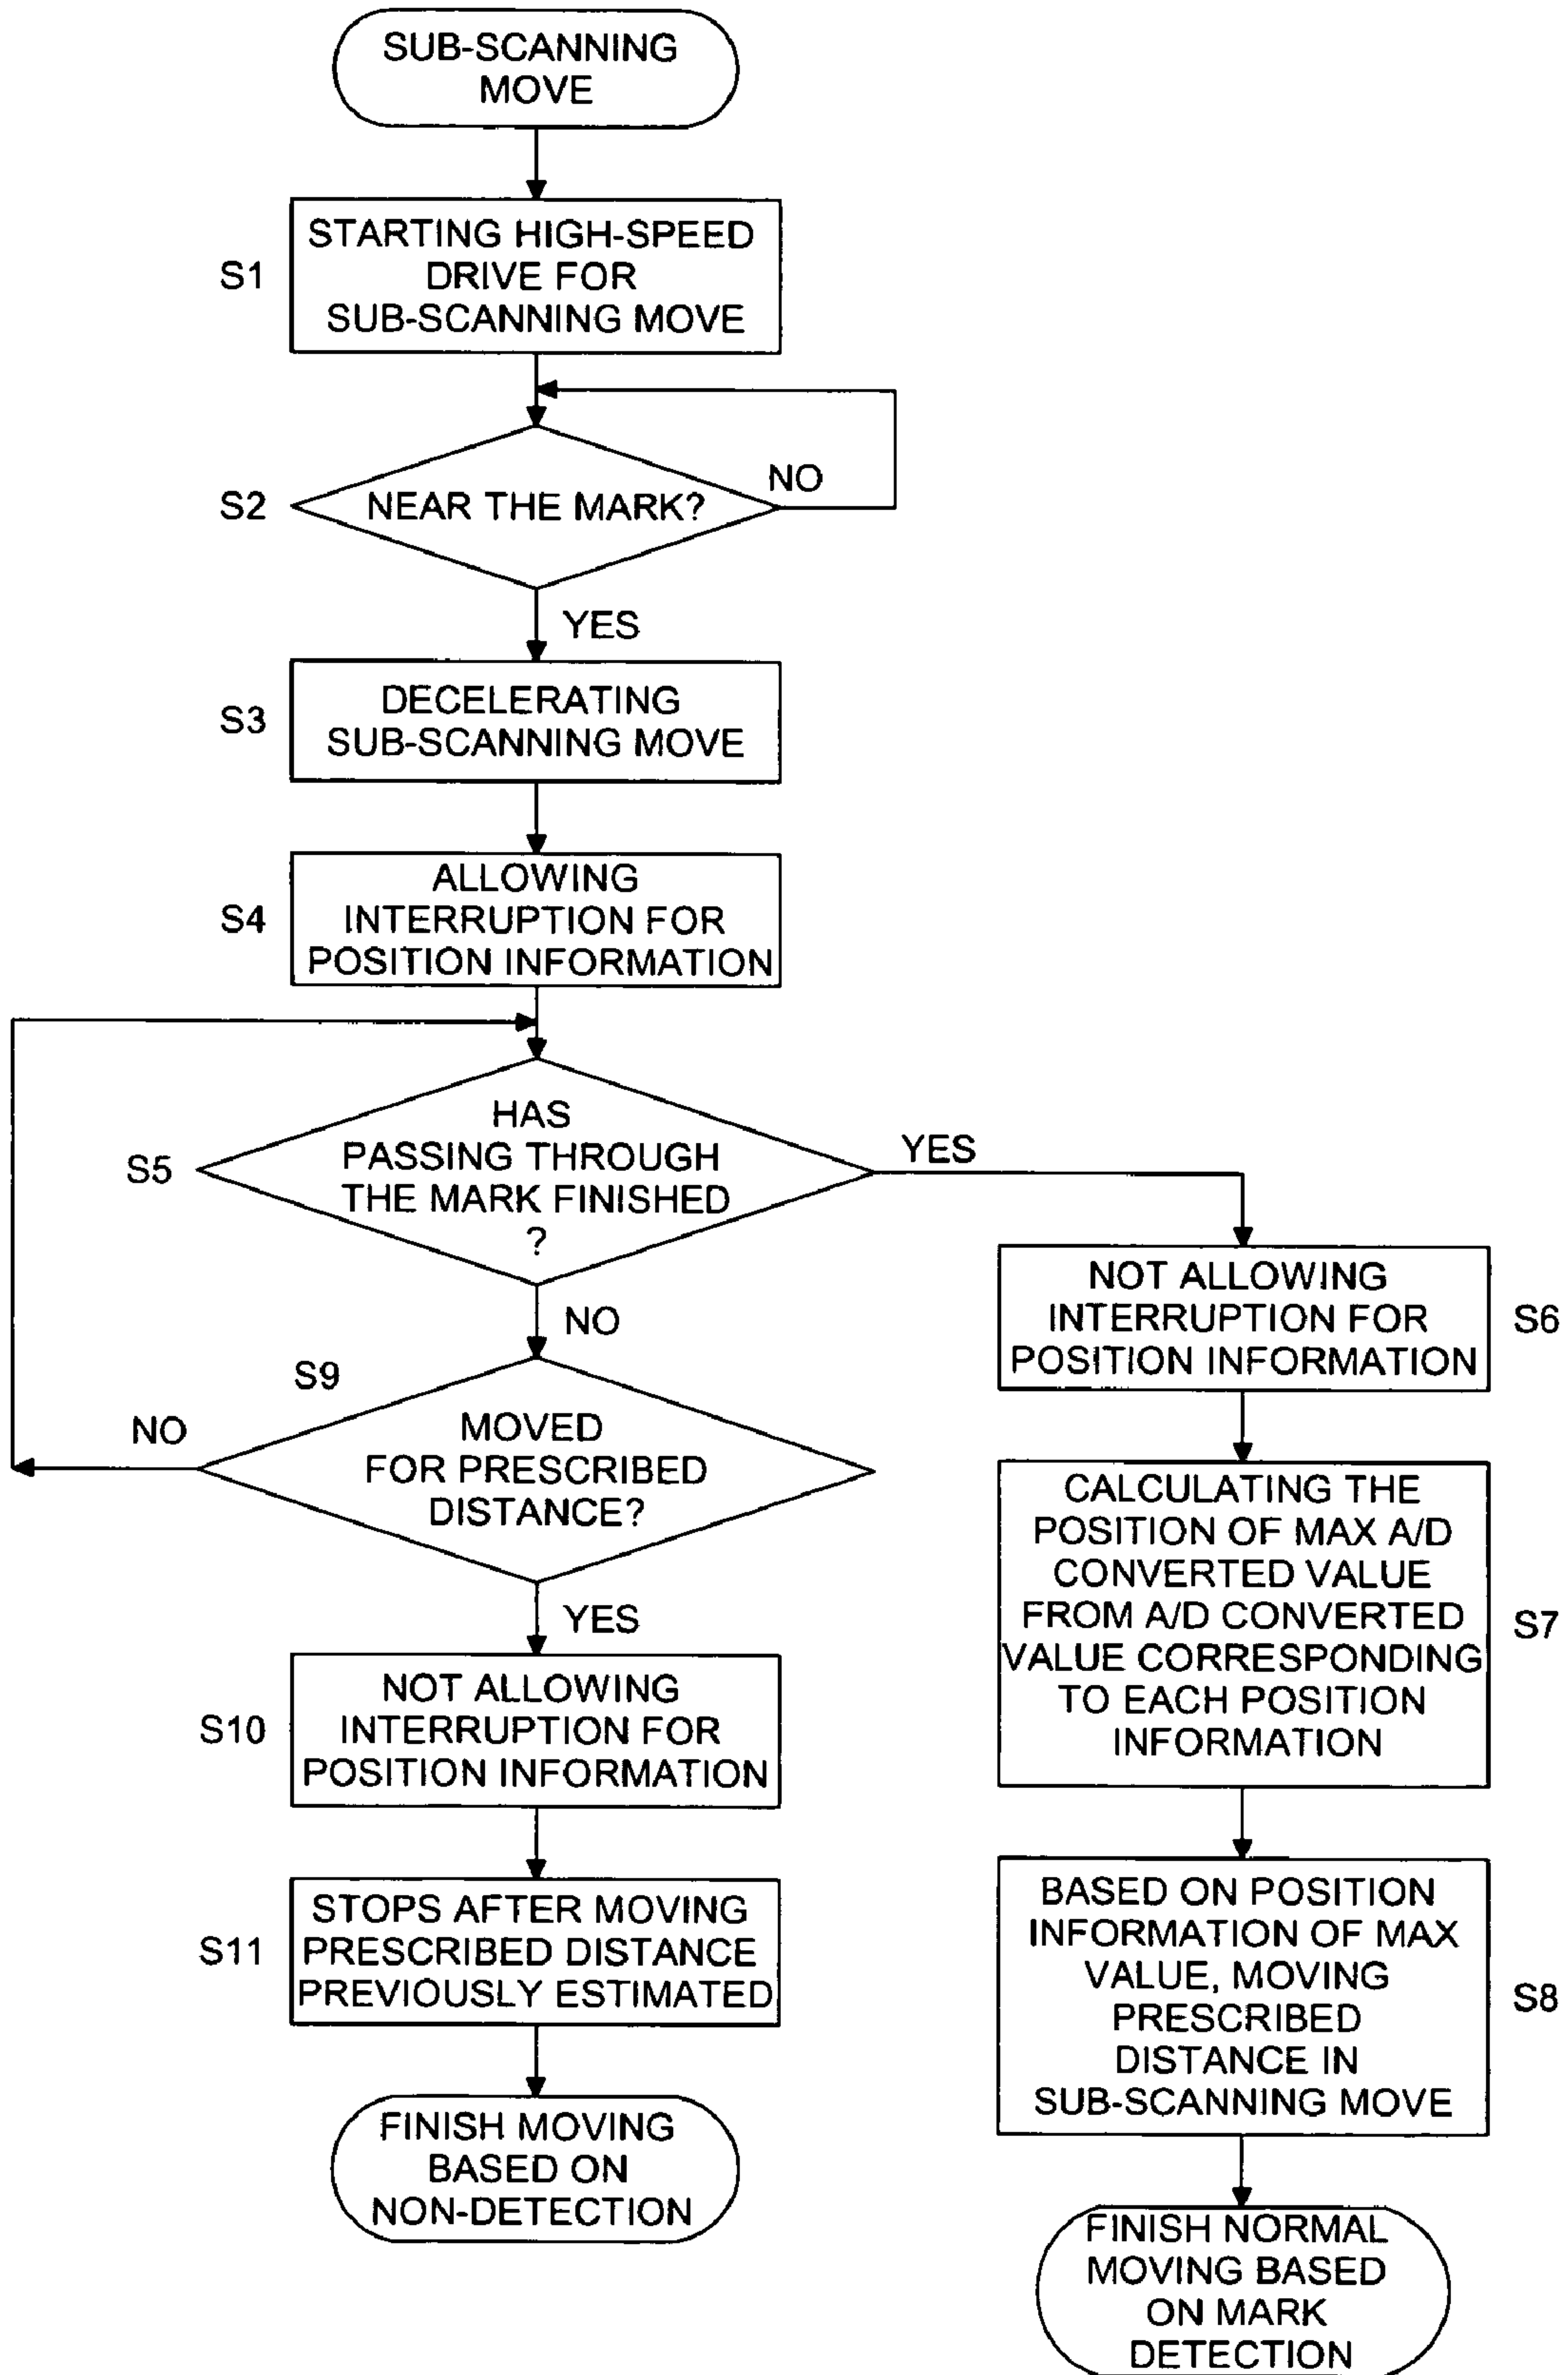 SUB-SCANNING
MOVE
S1
STARTING HIGH-SPEED
DRIVE FOR
SUB-SCANNING MOVE
S2
NEAR THE MARK?
NO
YES
S3
DECELERATING
SUB-SCANNING MOVE
S4
ALLOWING
INTERRUPTION FOR
POSITION INFORMATION
S5
HAS
PASSING THROUGH
THE MARK FINISHED
?
YES
NO
S9
MOVED
FOR PRESCRIBED
DISTANCE?
NO
YES
S10
NOT ALLOWING
INTERRUPTION FOR
POSITION INFORMATION
S11
STOPS AFTER MOVING
PRESCRIBED DISTANCE
PREVIOUSLY ESTIMATED
FINISH MOVING
BASED ON
NON-DETECTION
NOT ALLOWING
INTERRUPTION FOR
POSITION INFORMATION
S6
CALCULATING THE
POSITION OF MAX A/D
CONVERTED VALUE
FROM A/D CONVERTED
VALUE CORRESPONDING
TO EACH POSITION
INFORMATION
S7
BASED ON POSITION
INFORMATION OF MAX
VALUE, MOVING
PRESCRIBED
DISTANCE IN
SUB-SCANNING MOVE
S8
FINISH NORMAL
MOVING BASED
ON MARK
DETECTION